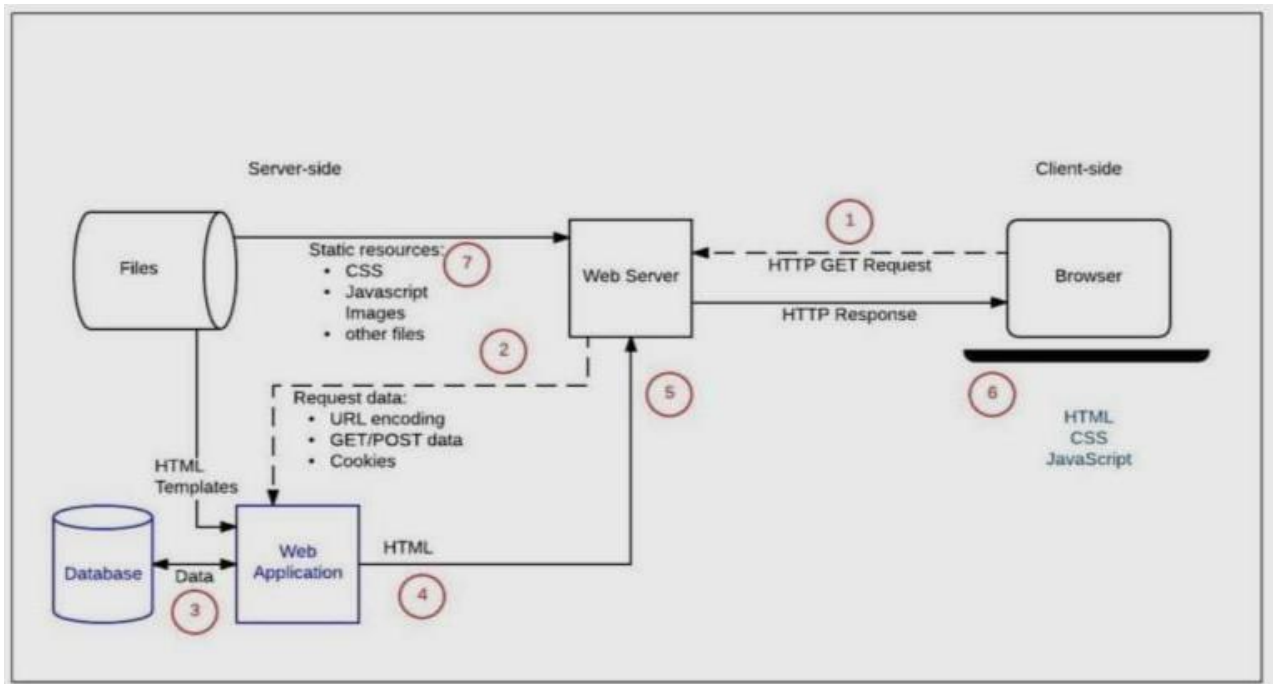 Server-side
Client-side
1
Files
Static resources:
• CSS
• Javascript
Images
• other files
7
Web Server
HTTP GET Request
HTTP Response
Browser
2
Request data:
• URL encoding
• GET/POST data
• Cookies
5
6
HTML
CSS
JavaScript
HTML
Templates
Database
Data
3
Web
Application
HTML
4